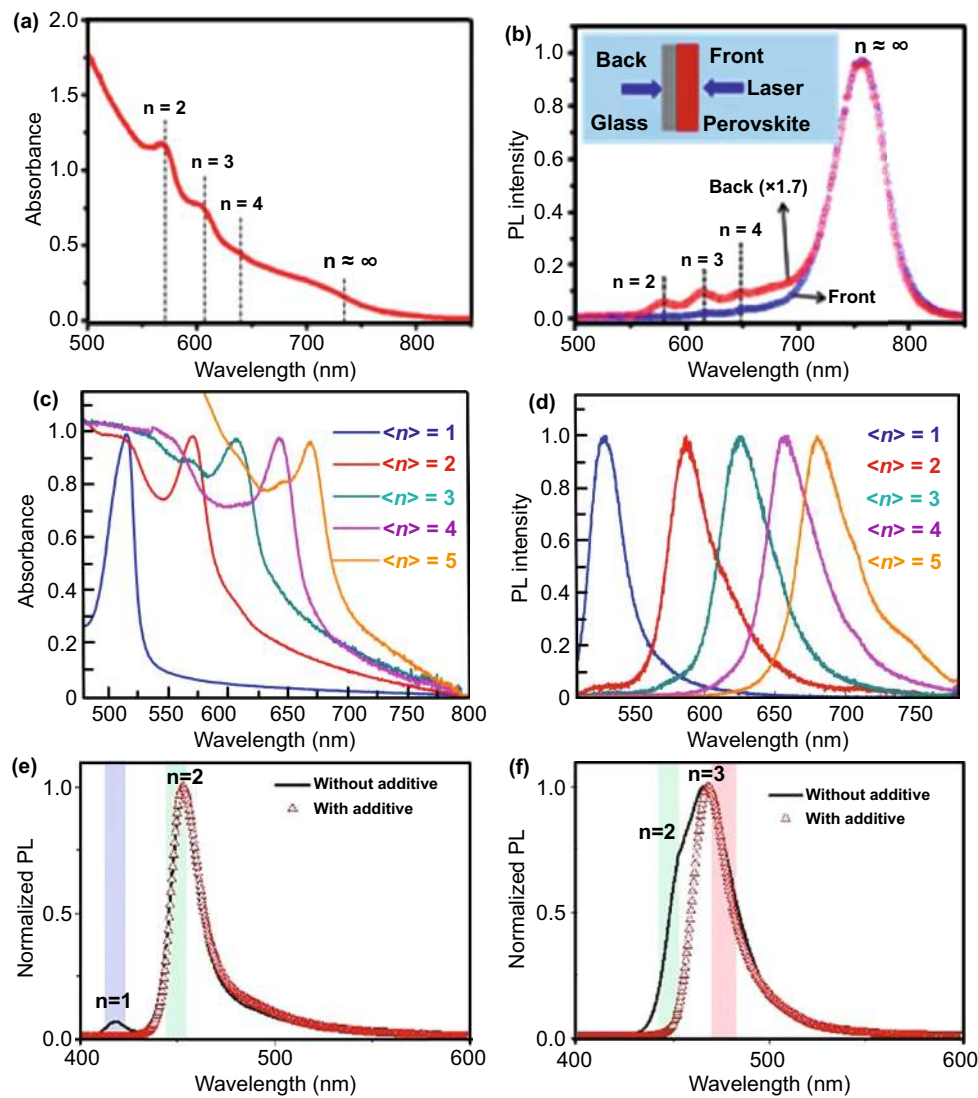 (a)
2.0
1.5
1.0
0.5
0.0
Absorbance
n = 2
n = 3
n = 4
n ≈ ∞
500
600
700
800
Wavelength (nm)
(b)
1.0
0.8
0.6
0.4
0.2
0.0
PL intensity
Back
Front
Laser
Glass
Perovskite
n ≈ ∞
Back (×1.7)
n = 2
n = 3
n = 4
Front
500
600
700
800
Wavelength (nm)
(c)
1.0
0.8
0.6
0.4
0.2
0
Absorbance
<n> = 1
<n> = 2
<n> = 3
<n> = 4
<n> = 5
500
550
600
650
700
750
800
Wavelength (nm)
(d)
1.0
0.8
0.6
0.4
0.2
0
PL intensity
<n> = 1
<n> = 2
<n> = 3
<n> = 4
<n> = 5
550
600
650
700
750
Wavelength (nm)
(e)
1.0
0.5
0.0
Normalized PL
n=2
Without additive
With additive
n=1
400
500
600
Wavelength (nm)
(f)
1.0
0.5
0.0
Normalized PL
n=3
Without additive
With additive
n=2
400
500
600
Wavelength (nm)